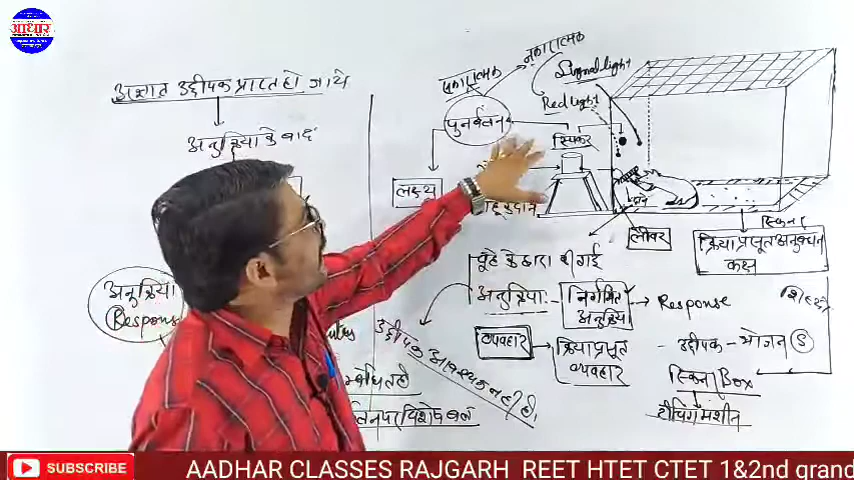 आधार
अज्ञात उद्दीपक प्राप्त हो जाये
अनुक्रिया के बाद
अनुक्रिया
Respons
सकारात्मक
नकारात्मक
Signal light
Red light
पुनर्बलन
स्पिकर
लक्ष्य
लीवर
स्किनर
क्रियाप्रसूत अनुबंधन
कक्ष
चूहे के द्वारा की गई
अनुक्रिया
निर्गमित
अनुक्रिया
Response
व्यवहार
क्रियाप्रसूत
व्यवहार
उद्दीपक - भोजन S
उद्दीपक आवश्यक नही है।
स्किनर Box
टीचिंग मशीन
SUBSCRIBE
AADHAR CLASSES RAJGARH REET HTET CTET 1&2nd grand